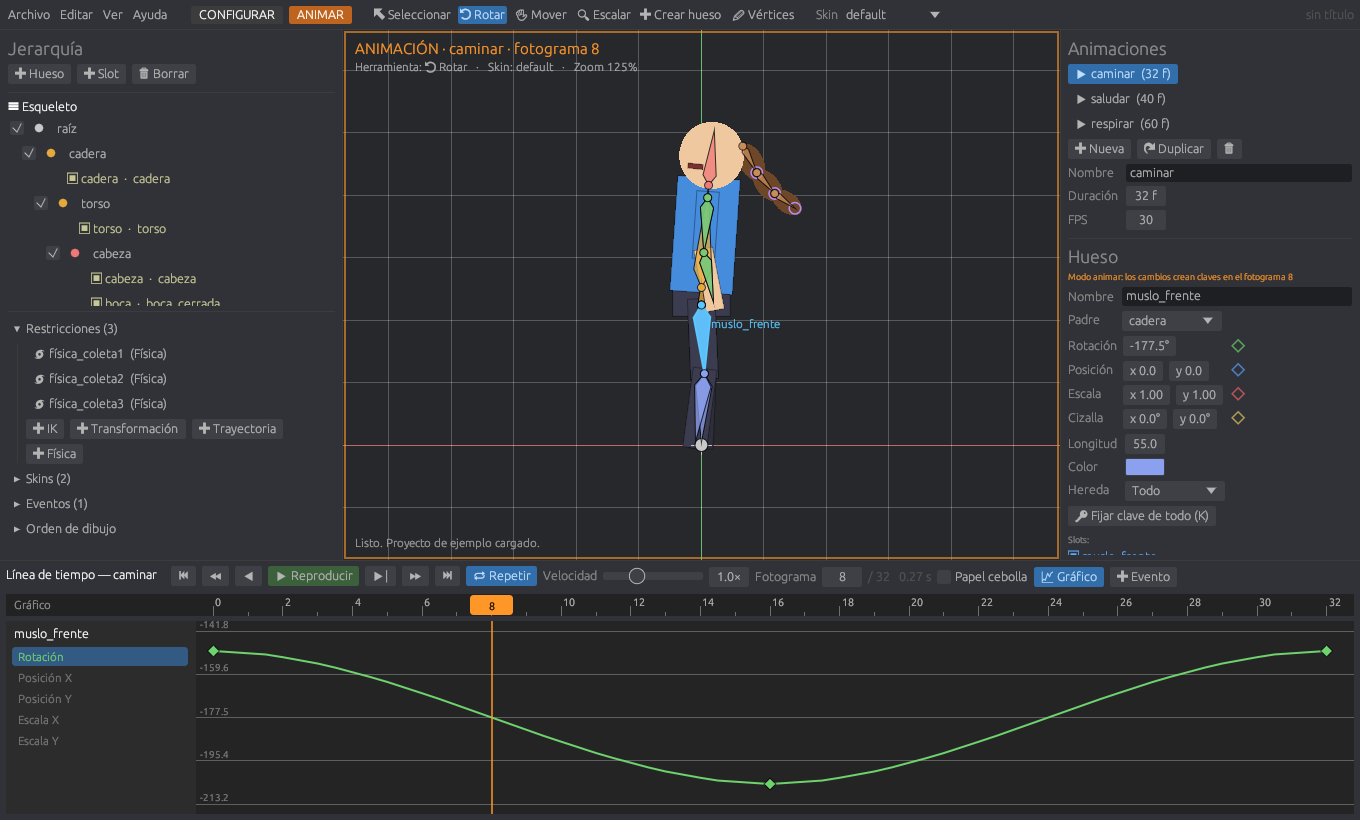 Archivo Editar Ver Ayuda CONFIGURAR ANIMAR Seleccionar Rotar Mover Escalar Crear hueso Vértices Skin default sin título
Jerarquía
Hueso Slot Borrar
Esqueleto
raíz
cadera
cadera · cadera
torso
torso · torso
cabeza
cabeza · cabeza
boca · boca_cerrada
Restricciones (3)
física_coleta1 (Física)
física_coleta2 (Física)
física_coleta3 (Física)
IK Transformación Trayectoria
Física
Skins (2)
Eventos (1)
Orden de dibujo
ANIMACIÓN · caminar · fotograma 8
Herramienta: Rotar · Skin: default · Zoom 125%
muslo_frente
Listo. Proyecto de ejemplo cargado.
Animaciones
caminar (32 f)
saludar (40 f)
respirar (60 f)
Nueva Duplicar
Nombre caminar
Duración 32 f
FPS 30
Hueso
Modo animar: los cambios crean claves en el fotograma 8
Nombre muslo_frente
Padre cadera
Rotación -177.5°
Posición x 0.0 y 0.0
Escala x 1.00 y 1.00
Cizalla x 0.0° y 0.0°
Longitud 55.0
Color
Hereda Todo
Fijar clave de todo (K)
Slots:
muslo_frente
Línea de tiempo — caminar Reproducir Repetir Velocidad 1.0× Fotograma 8 / 32 0.27 s Papel cebolla Gráfico Evento
Gráfico 0 2 4 6 8 10 12 14 16 18 20 22 24 26 28 30 32
muslo_frente
Rotación
Posición X
Posición Y
Escala X
Escala Y
-141.8
-159.6
-177.5
-195.4
-213.2